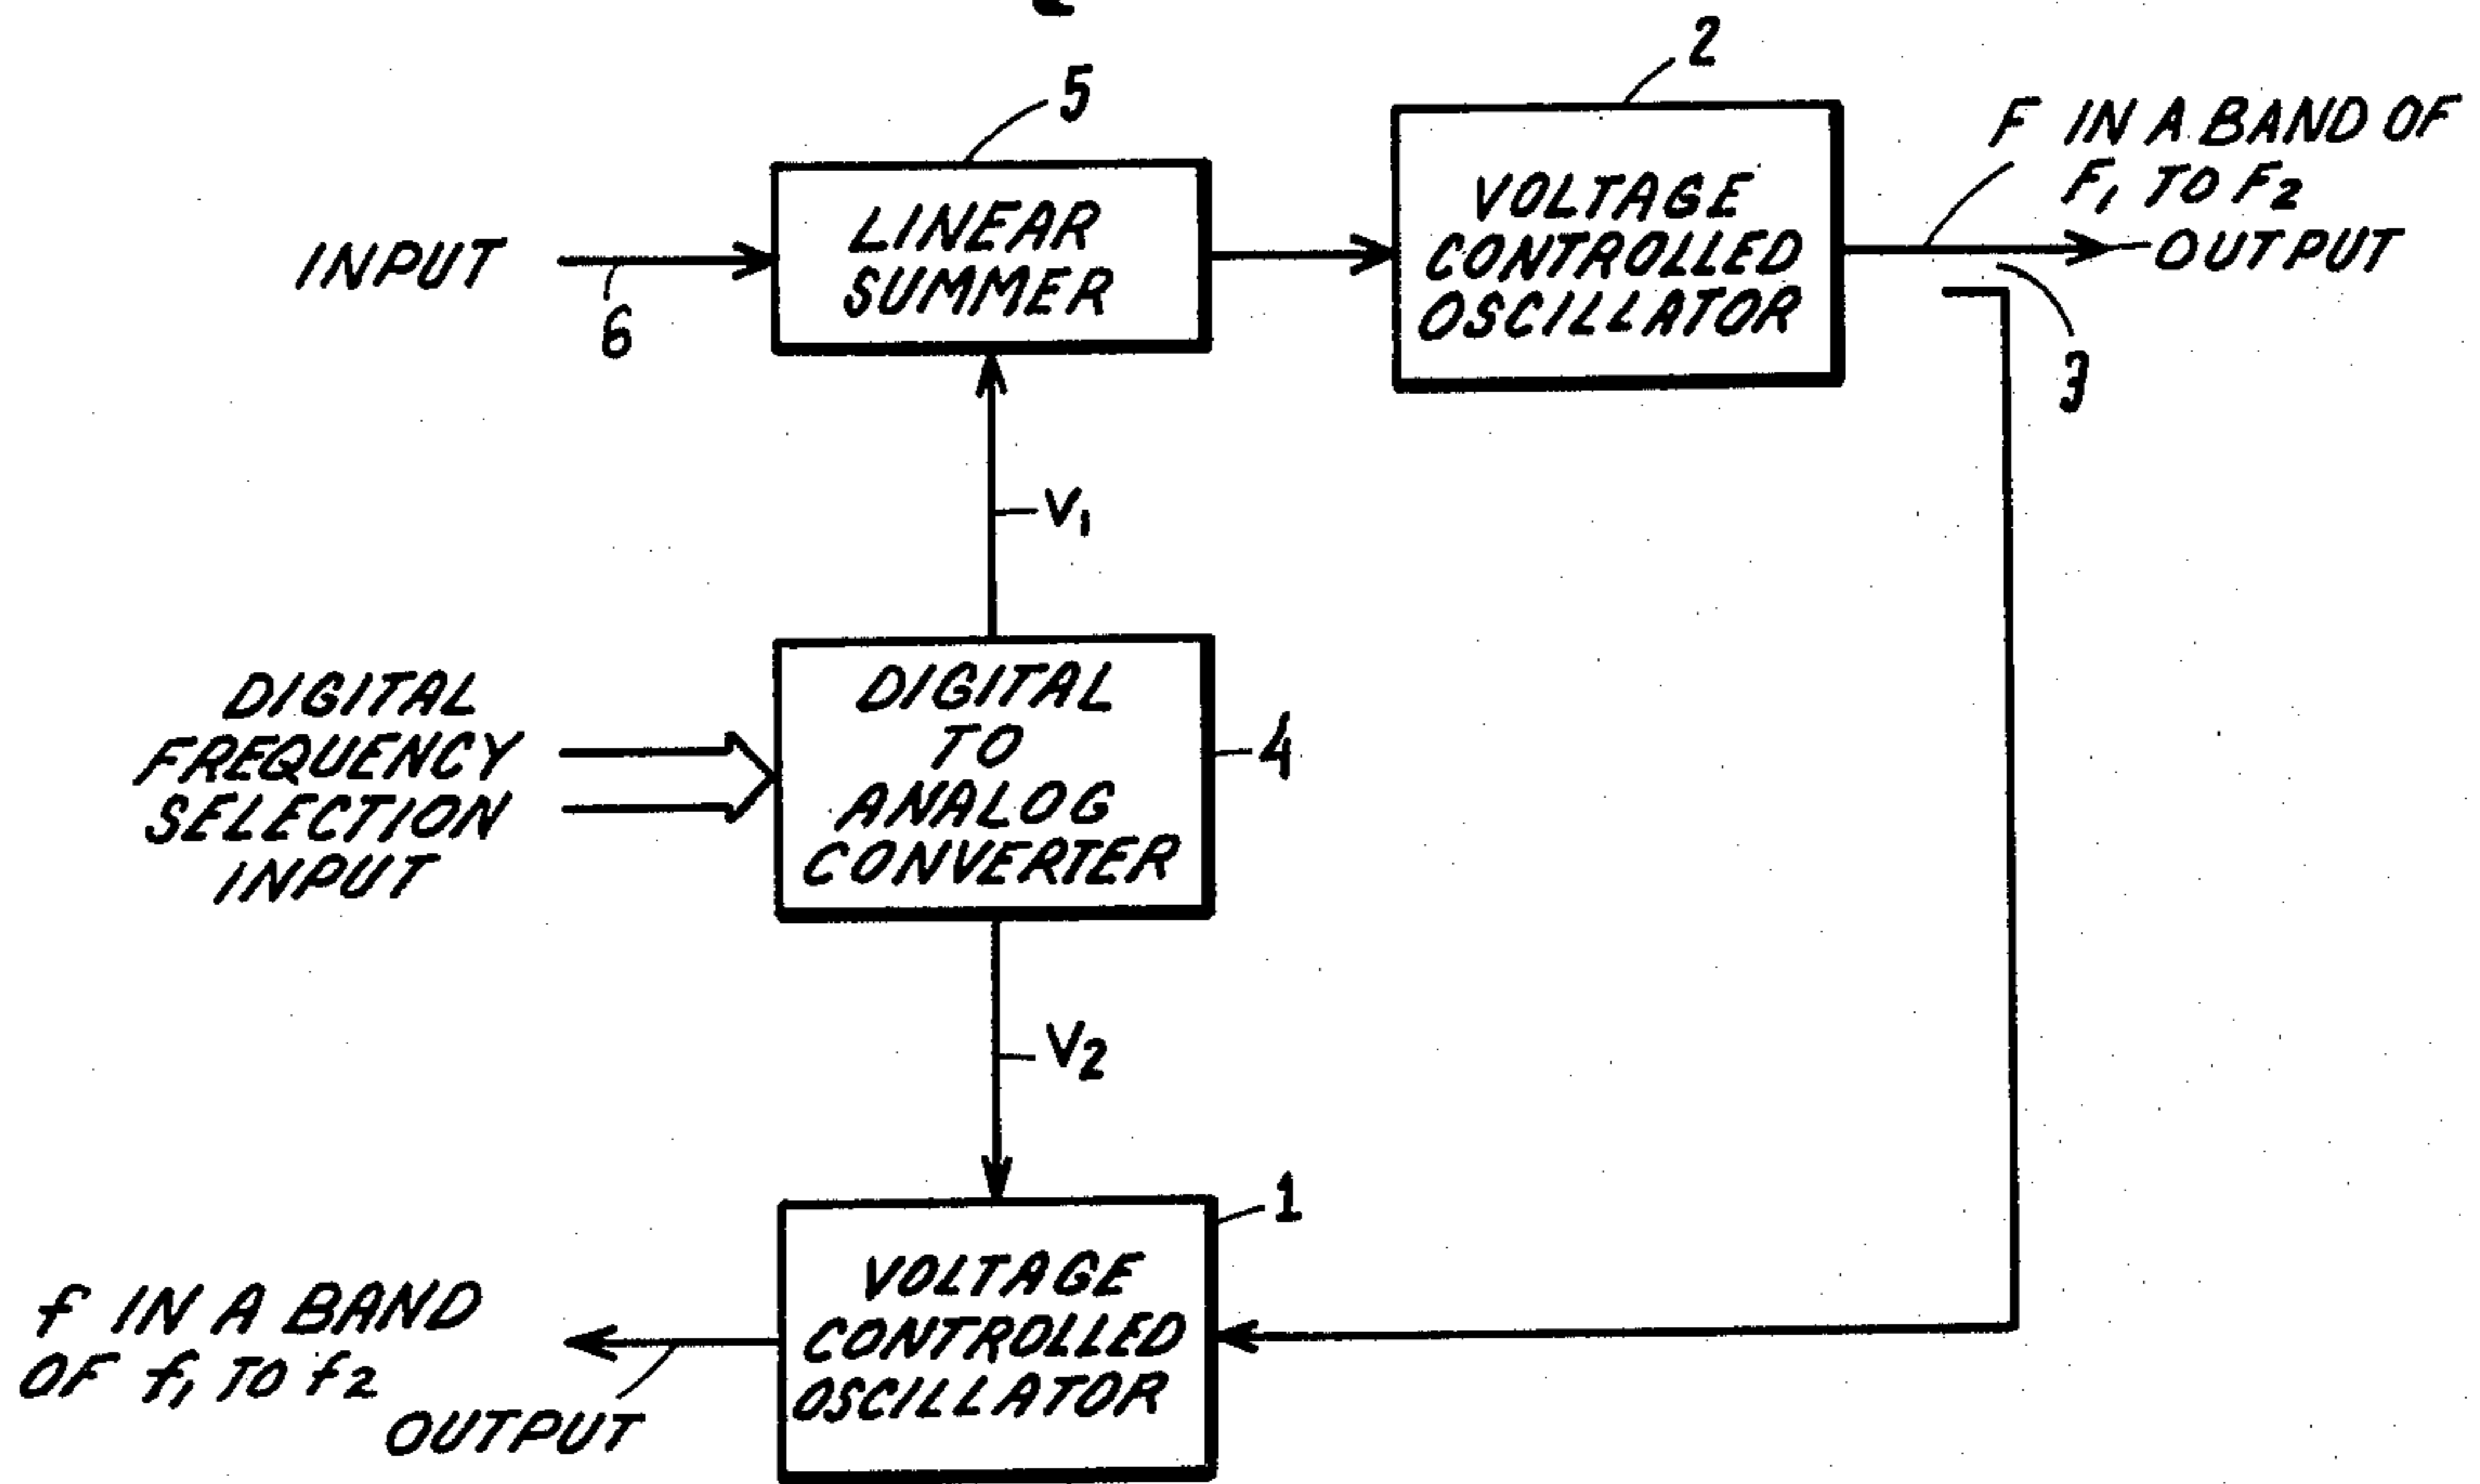 2
5
F IN A BAND OF
F1 TO F2
OUTPUT
VOLTAGE
CONTROLLED
OSCILLATOR
LINEAR
SUMMER
INPUT
6
3
V1
DIGITAL
FREQUENCY
SELECTION
INPUT
DIGITAL
TO
ANALOG
CONVERTER
4
V2
1
VOLTAGE
CONTROLLED
OSCILLATOR
f IN A BAND
OF f1 TO f2
OUTPUT